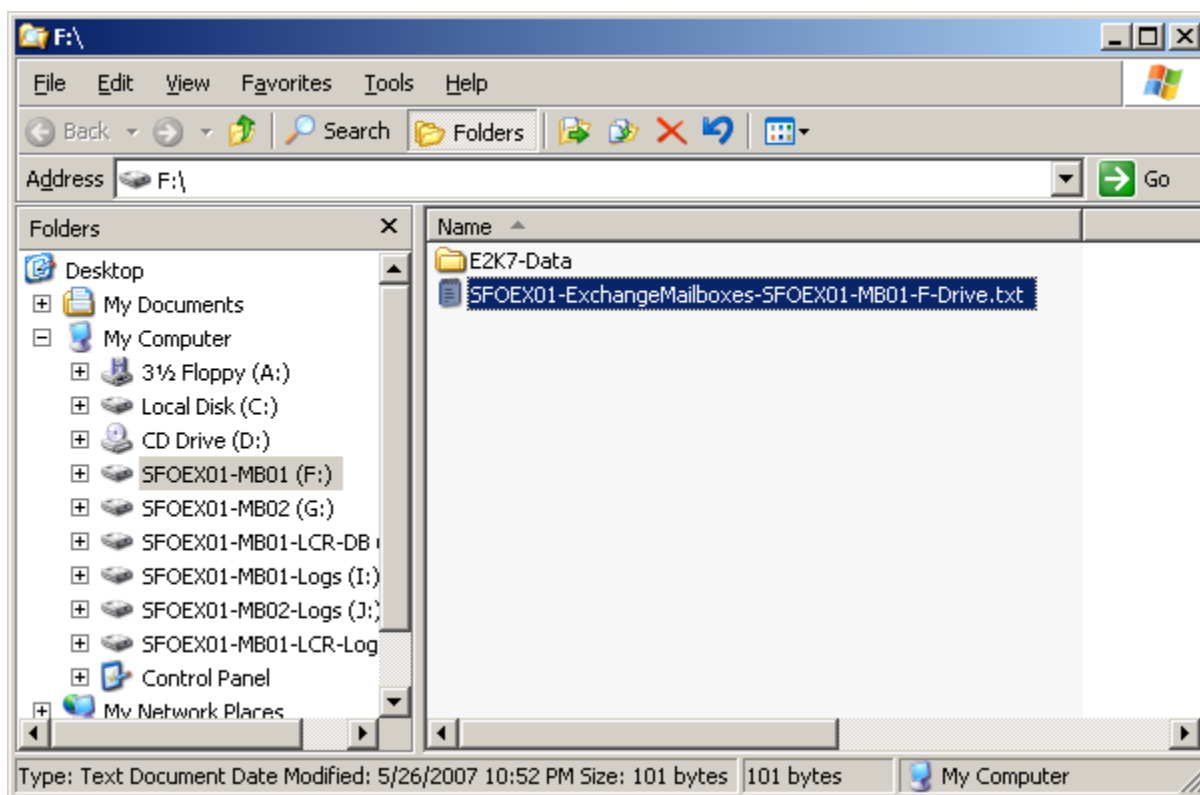 F:\
File Edit View Favorites Tools Help
Back Search Folders
Address F:\ Go
Folders
Name
Desktop
My Documents
My Computer
3½ Floppy (A:)
Local Disk (C:)
CD Drive (D:)
SFOEX01-MB01 (F:)
SFOEX01-MB02 (G:)
SFOEX01-MB01-LCR-DB
SFOEX01-MB01-Logs (I:)
SFOEX01-MB02-Logs (J:)
SFOEX01-MB01-LCR-Log
Control Panel
My Network Places
E2K7-Data
SFOEX01-ExchangeMailboxes-SFOEX01-MB01-F-Drive.txt
Type: Text Document Date Modified: 5/26/2007 10:52 PM Size: 101 bytes 101 bytes My Computer